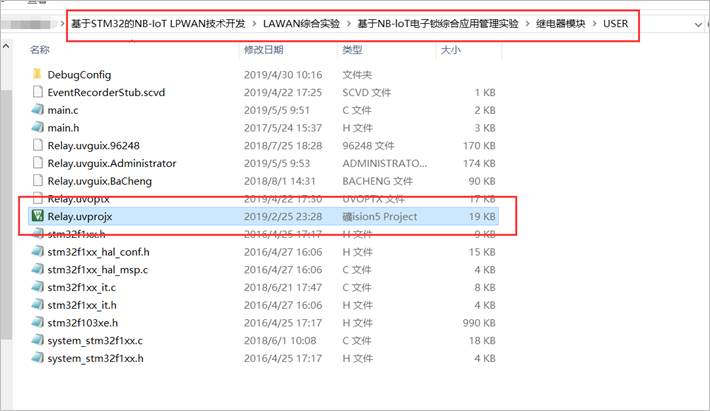 基于STM32的NB-IoT LPWAN技术开发 > LAWAN综合实验 > 基于NB-loT电子锁综合应用管理实验 > 继电器模块 > USER
名称 修改日期 类型 大小
DebugConfig 2019/4/30 10:16 文件夹
EventRecorderStub.scvd 2019/4/22 17:25 SCVD 文件 1 KB
main.c 2019/5/5 9:51 C 文件 2 KB
main.h 2017/5/24 15:37 H 文件 3 KB
Relay.uvguix.96248 2018/7/25 18:28 96248 文件 170 KB
Relay.uvguix.Administrator 2019/5/5 9:53 ADMINISTRATO... 174 KB
Relay.uvguix.BaCheng 2018/8/1 14:31 BACHENG 文件 90 KB
Relay.uvoptx 2019/4/22 17:30 UVOPTX 文件 17 KB
Relay.uvprojx 2019/2/25 23:28 礦ision5 Project 19 KB
stm32f1xx.h 2016/4/25 17:17 H 文件 9 KB
stm32f1xx_hal_conf.h 2016/4/27 16:06 H 文件 15 KB
stm32f1xx_hal_msp.c 2016/4/27 16:06 C 文件 4 KB
stm32f1xx_it.c 2018/6/21 17:47 C 文件 8 KB
stm32f1xx_it.h 2016/4/27 16:06 H 文件 4 KB
stm32f103xe.h 2016/4/25 17:17 H 文件 990 KB
system_stm32f1xx.c 2018/6/1 10:08 C 文件 18 KB
system_stm32f1xx.h 2016/4/25 17:17 H 文件 4 KB